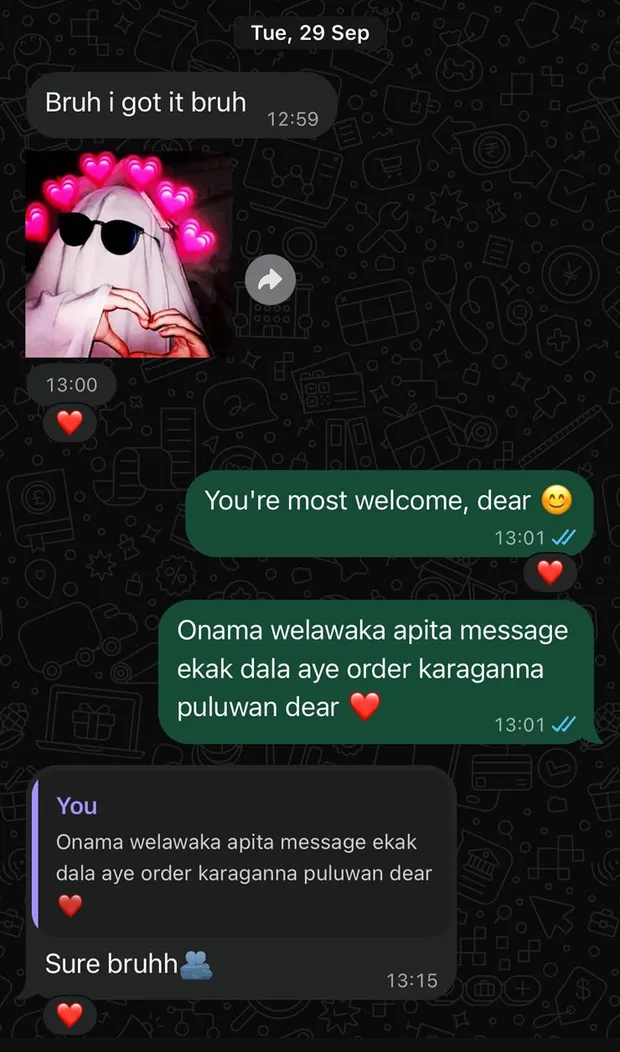 Tue, 29 Sep
Bruh i got it bruh
12:59
13:00
❤️
You're most welcome, dear 😊
13:01
❤️
Onama welawaka apita message
ekak dala aye order karaganna
puluwan dear ❤️
13:01
You
Onama welawaka apita message ekak
dala aye order karaganna puluwan dear
❤️
Sure bruhh🫂
13:15
❤️